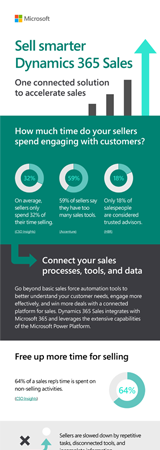 Microsoft
Sell smarter
Dynamics 365 Sales
One connected solution
to accelerate sales
How much time do your sellers
spend engaging with customers?
32%
59%
18%
On average,
sellers only
spend 32% of
their time selling.
(CSO Insights)
59% of sellers say
they have too
many sales tools.
(Accenture)
Only 18% of
salespeople
are considered
trusted advisors.
(HBR)
Connect your sales
processes, tools, and data
Go beyond basic sales force automation tools to
better understand your customer needs, engage more
effectively, and win more deals with a connected
platform for sales. Dynamics 365 Sales integrates with
Microsoft 365 and leverages the extensive capabilities
of the Microsoft Power Platform.
Free up more time for selling
64% of a sales rep's time is spent on
non-selling activities.
(CSO Insights)
64%
Sellers are slowed down by repetitive
tasks, disconnected tools, and